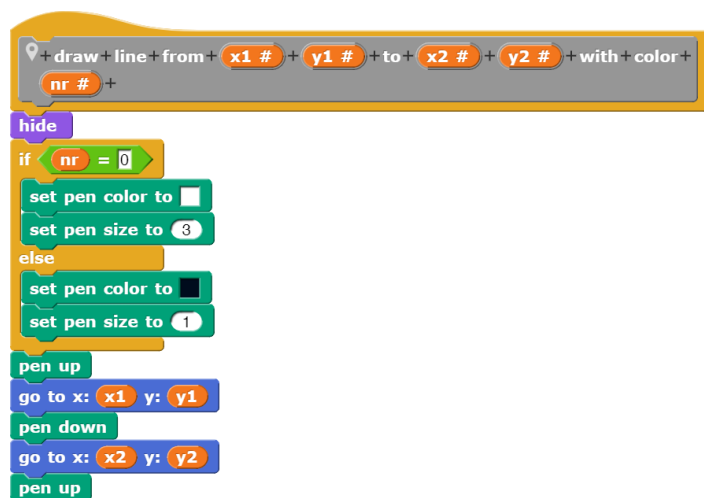 +draw+line+from+ x1 # + y1 # +to+ x2 # + y2 # +with+color+
nr # +
hide
if nr = 0
set pen color to
set pen size to 3
else
set pen color to
set pen size to 1
pen up
go to x: x1 y: y1
pen down
go to x: x2 y: y2
pen up